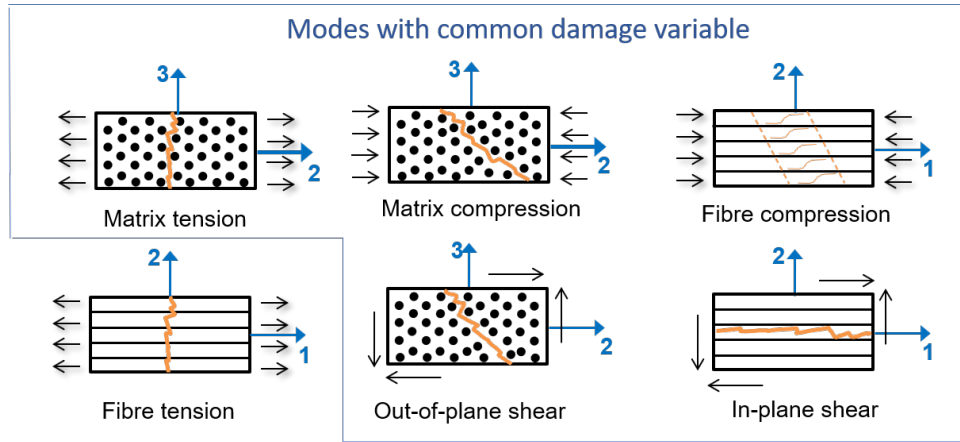 Modes with common damage variable
3
2
Matrix tension
3
2
Matrix compression
2
1
Fibre compression
2
1
Fibre tension
3
2
Out-of-plane shear
2
1
In-plane shear